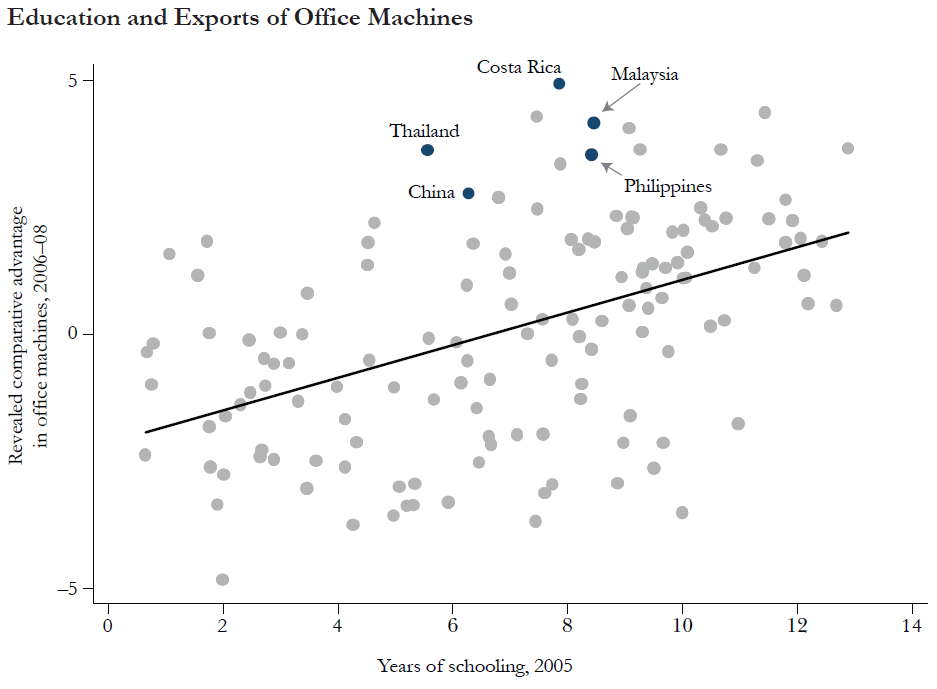 Education and Exports of Office Machines
Costa Rica
Malaysia
Thailand
China
Philippines
Revealed comparative advantage
in office machines, 2006–08
5
0
–5
0 2 4 6 8 10 12 14
Years of schooling, 2005